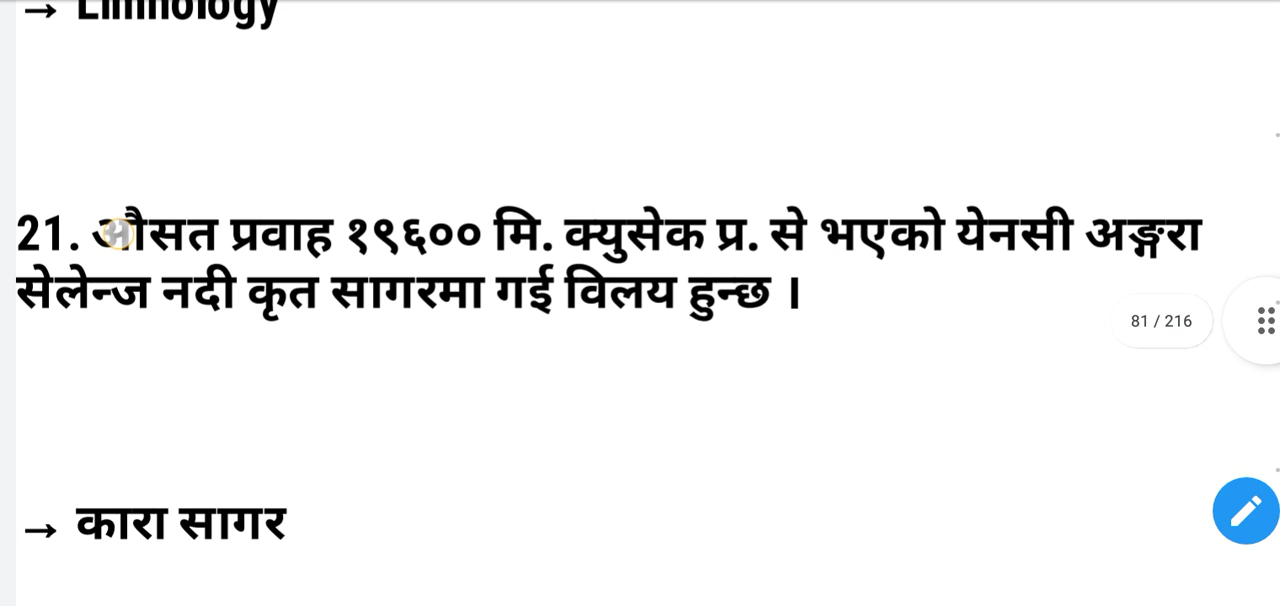 → Limnology
21. औसत प्रवाह १९६०० मि. क्युसेक प्र. से भएको येनसी अङ्गरा
सेलेन्ज नदी कृत सागरमा गई विलय हुन्छ ।
81 / 216
→ कारा सागर